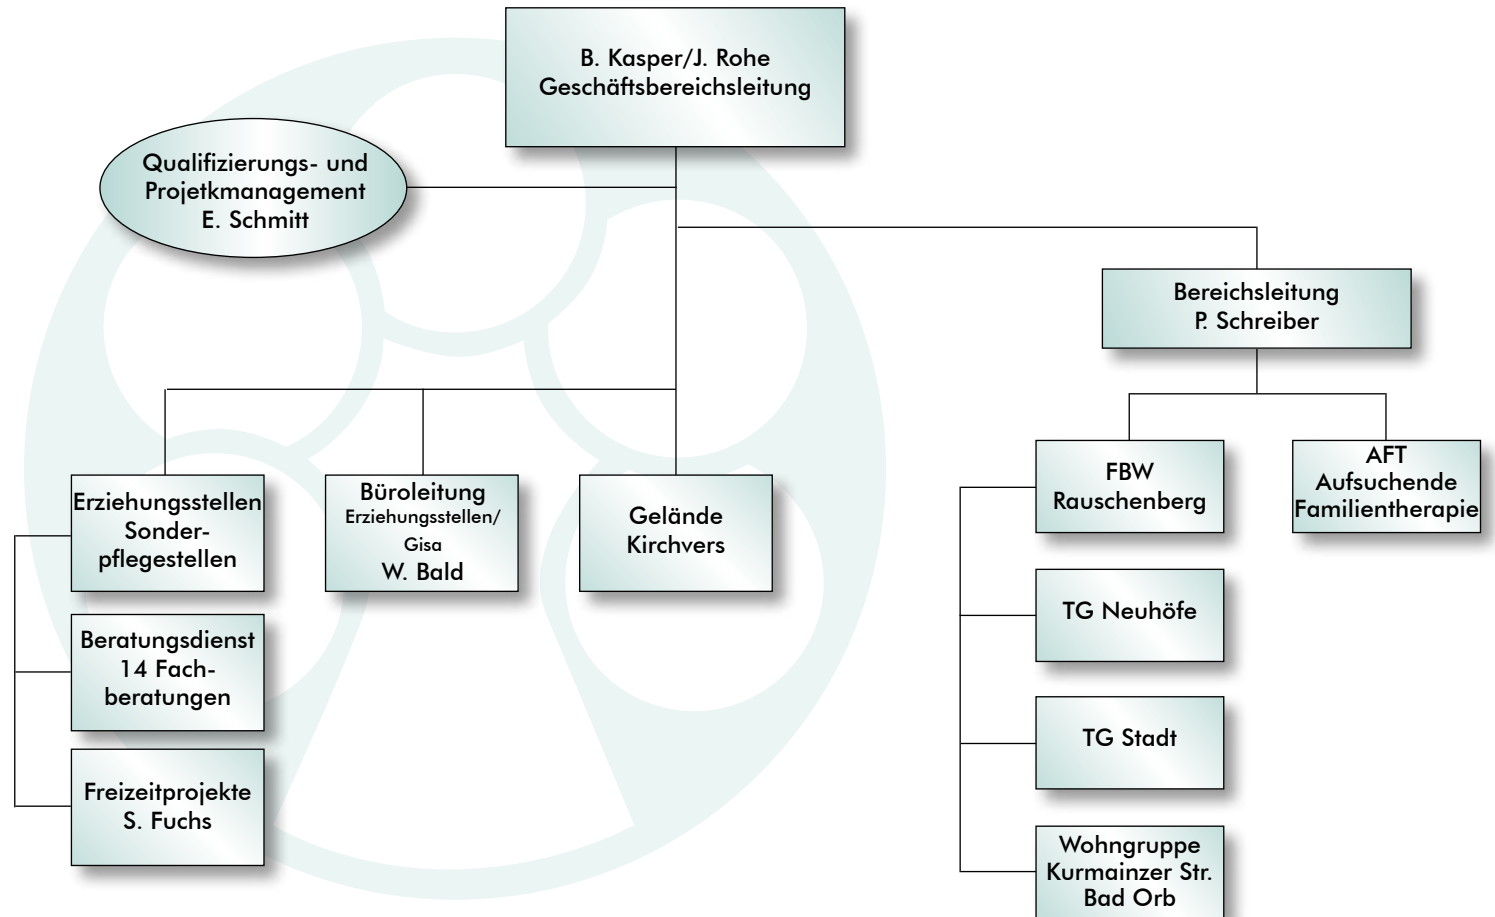 B. Kasper/J. Rohe
Geschäftsbereichsleitung
Qualifizierungs- und
Projetkmanagement
E. Schmitt
Bereichsleitung
P. Schreiber
Erziehungsstellen
Sonder-
pflegestellen
Büroleitung
Erziehungsstellen/
Gisa
W. Bald
Gelände
Kirchvers
FBW
Rauschenberg
AFT
Aufsuchende
Familientherapie
Beratungsdienst
14 Fach-
beratungen
TG Neuhöfe
Freizeitprojekte
S. Fuchs
TG Stadt
Wohngruppe
Kurmainzer Str.
Bad Orb